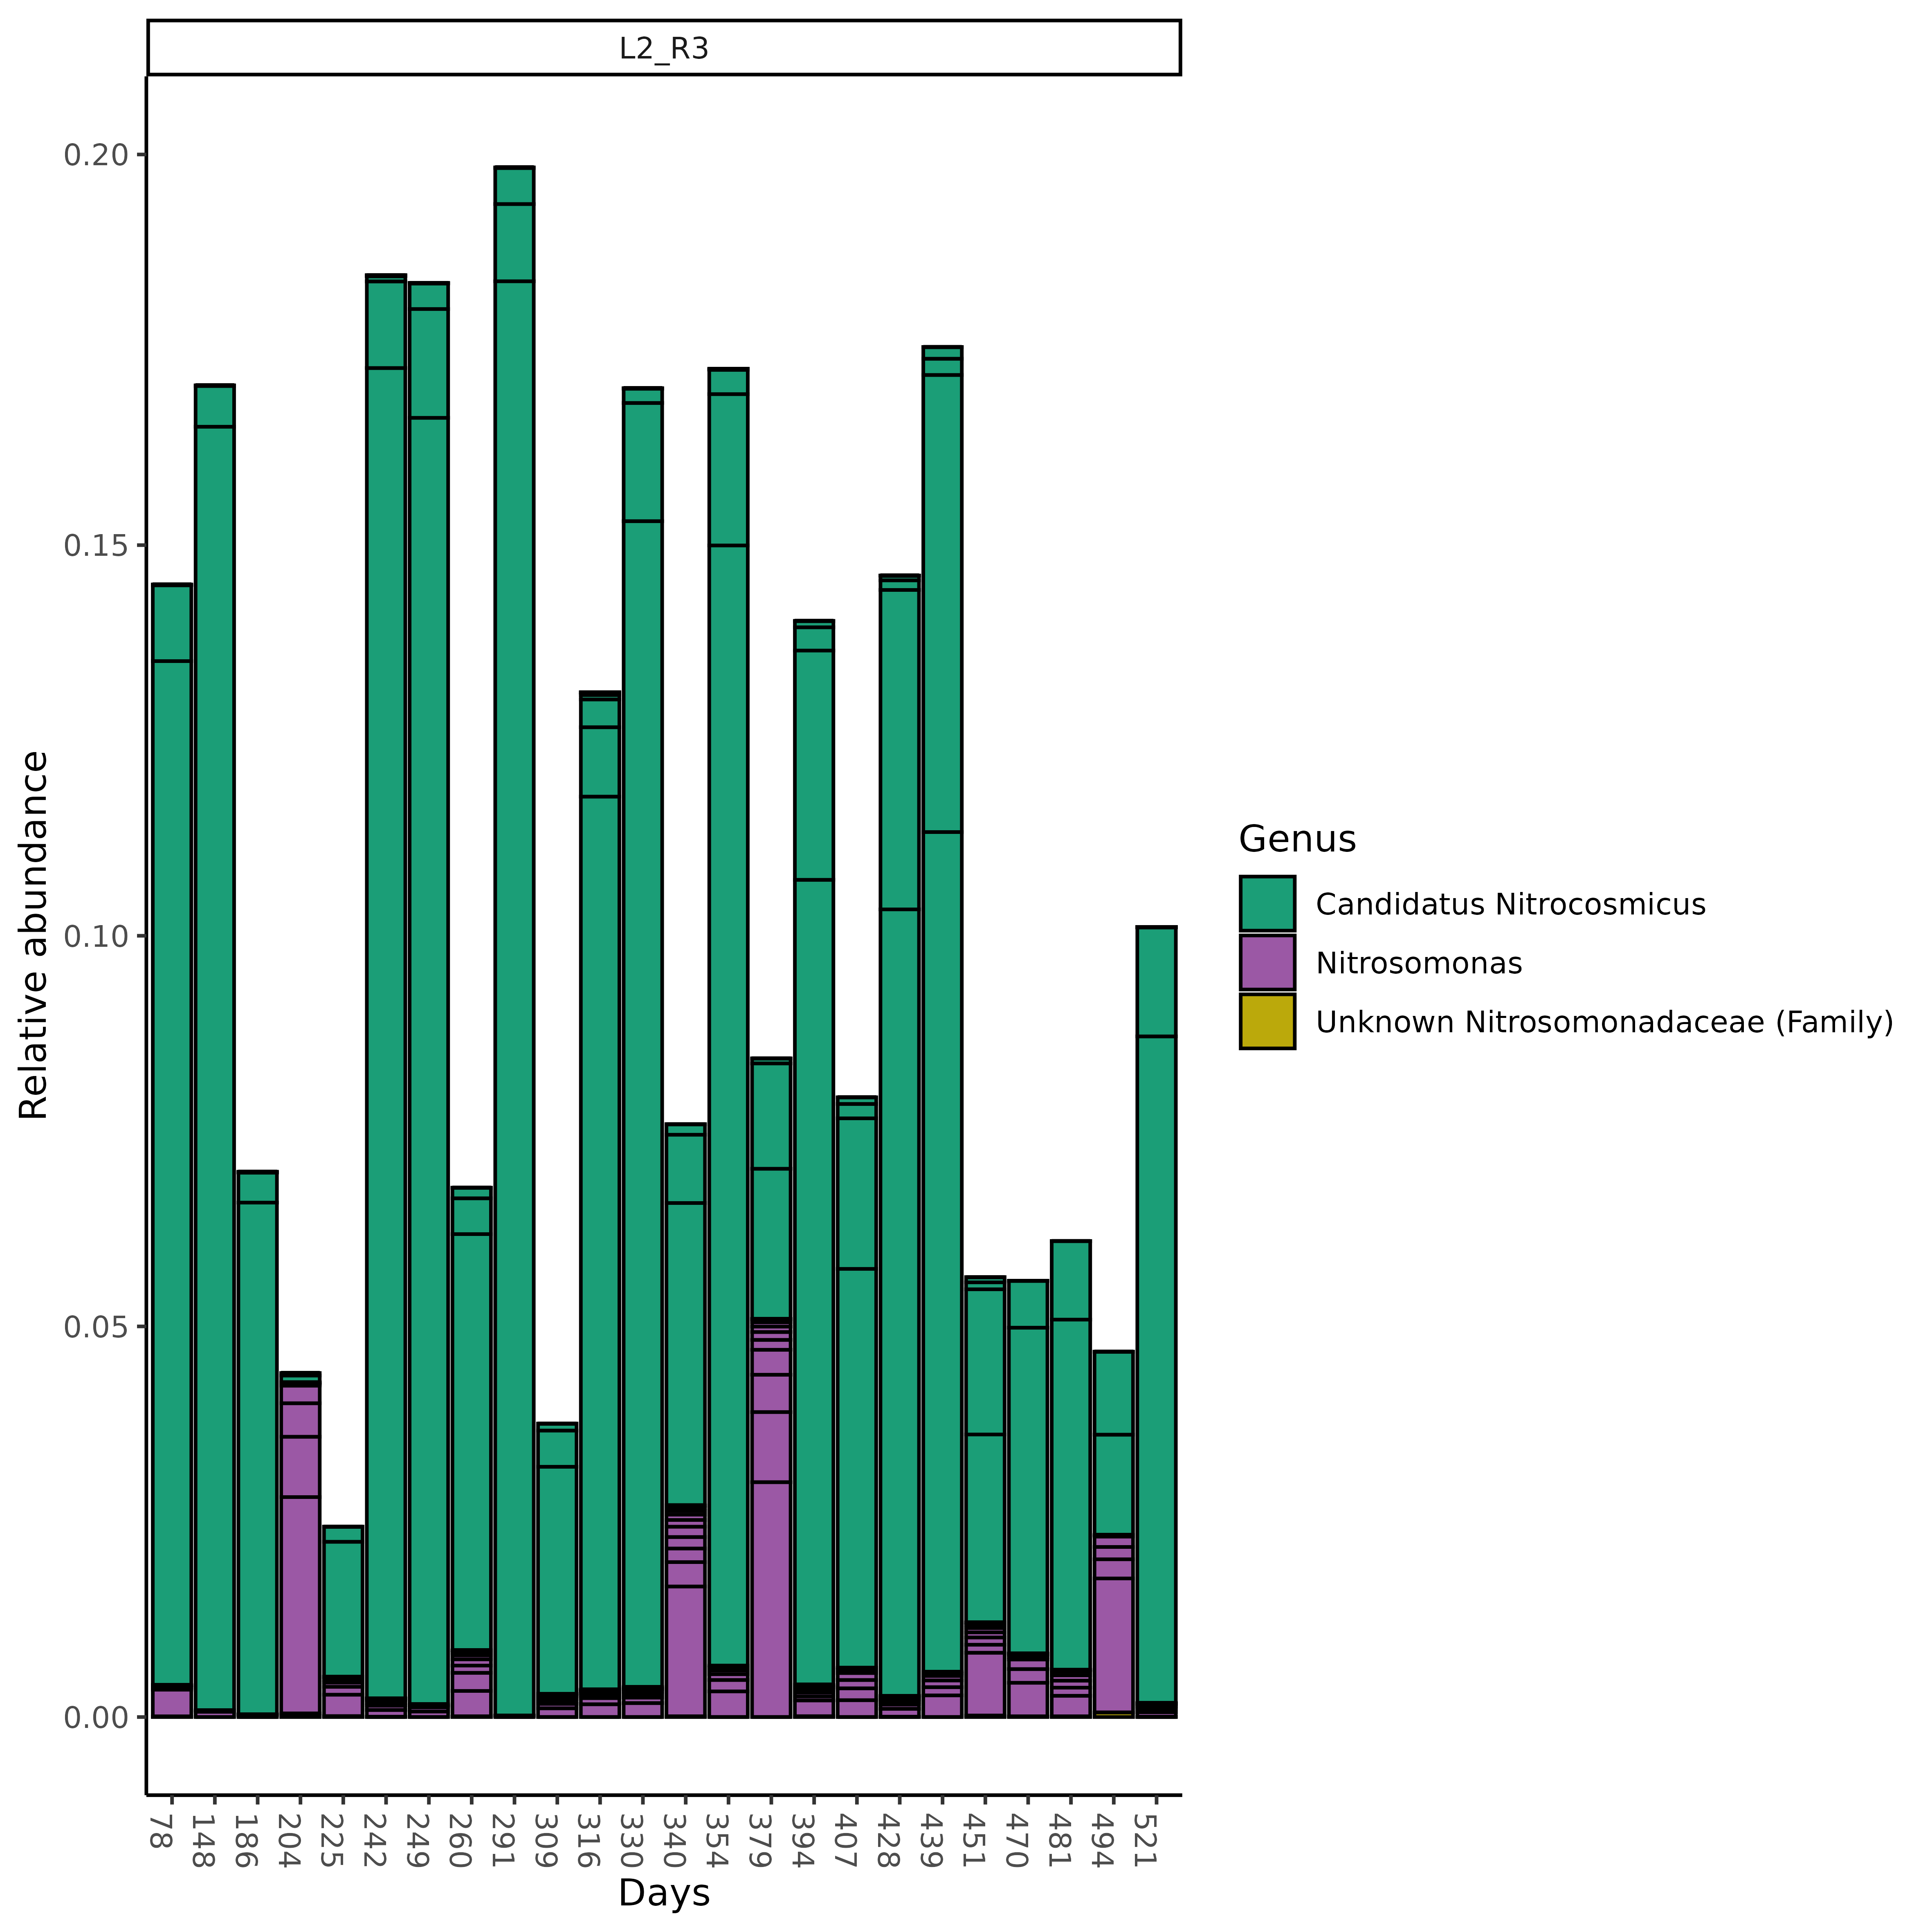 L2_R3
0.20
0.15
0.10
0.05
0.00
Relative abundance
78 148 186 204 225 242 249 260 291 309 316 330 340 354 379 394 407 428 439 451 470 481 494 521
Days
Genus
Candidatus Nitrocosmicus
Nitrosomonas
Unknown Nitrosomonadaceae (Family)